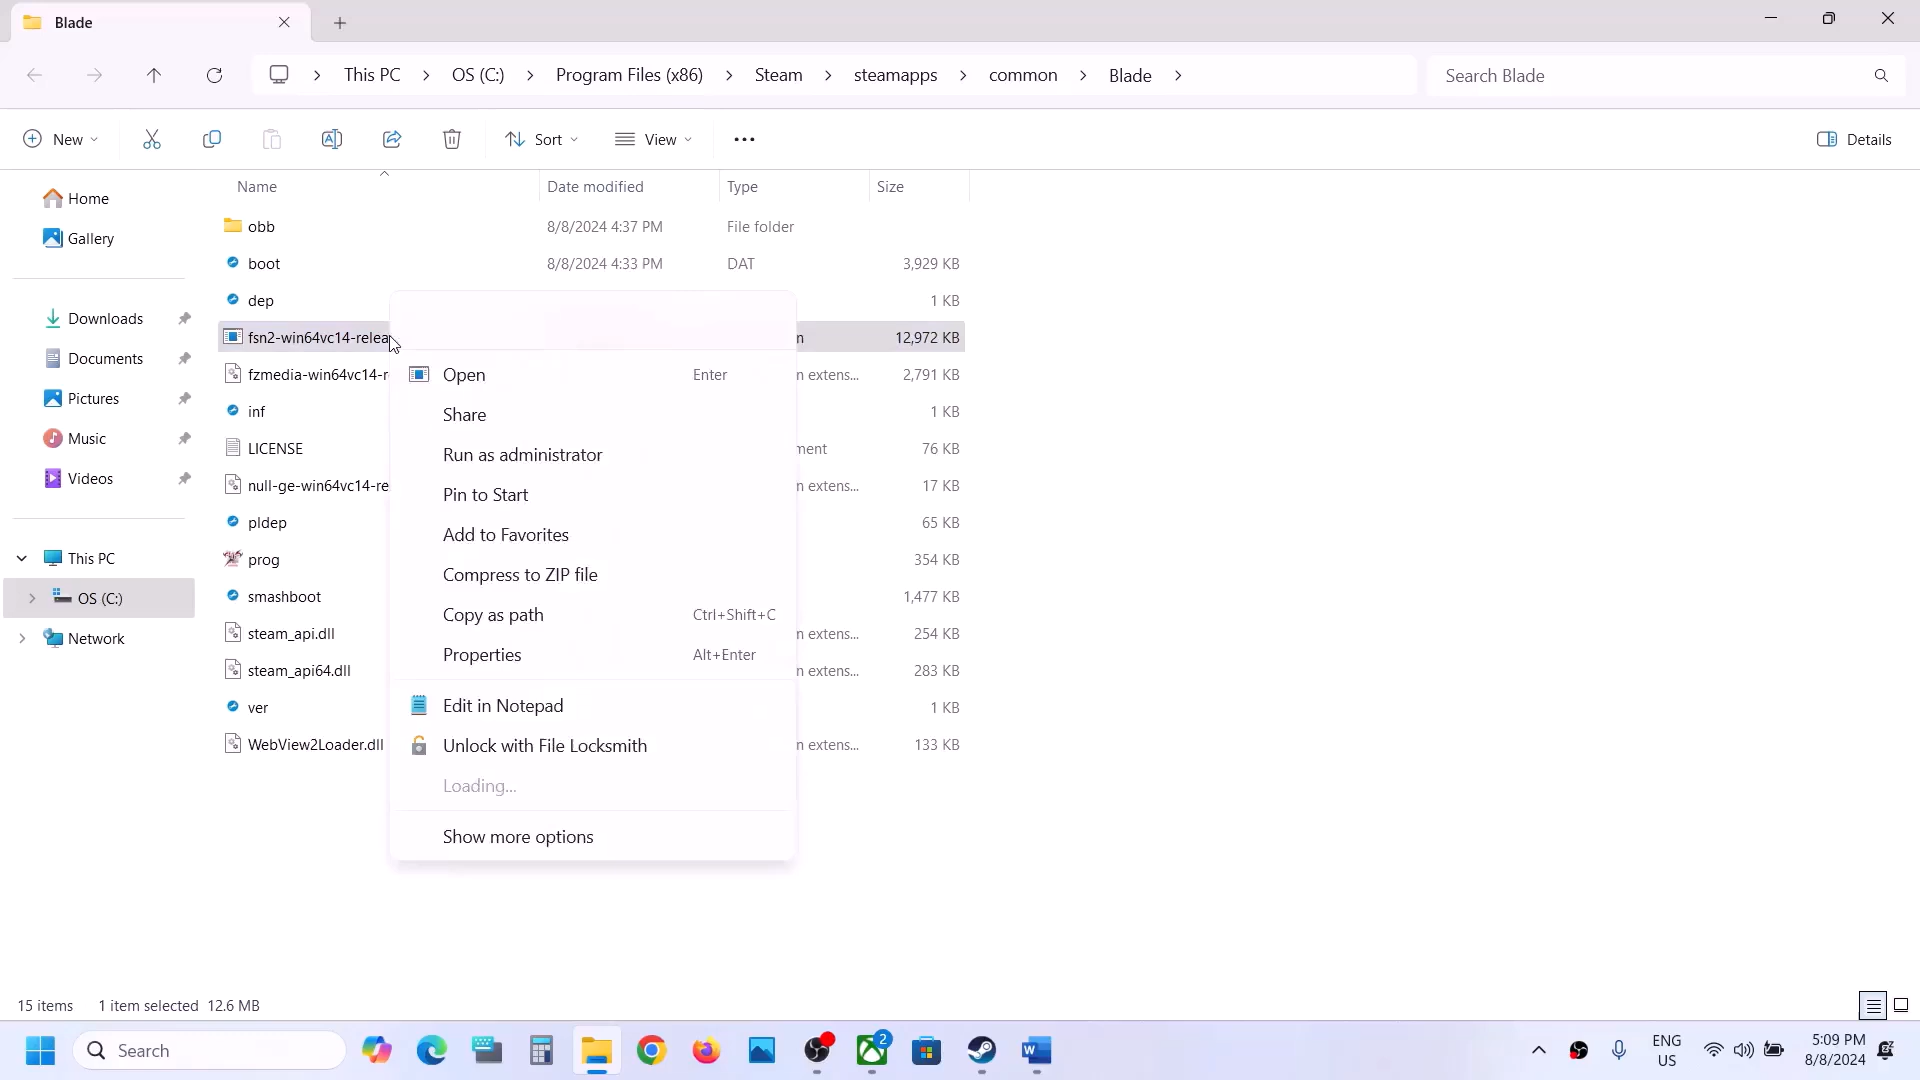 Blade
This PC > OS (C:) > Program Files (x86) > Steam > steamapps > common > Blade >
Search Blade
New
Sort
View
Details
Name
Date modified
Type
Size
Home
Gallery
Downloads
Documents
Pictures
Music
Videos
This PC
OS (C:)
Network
obb 8/8/2024 4:37 PM File folder
boot 8/8/2024 4:33 PM DAT 3,929 KB
dep 1 KB
fsn2-win64vc14-relea n 12,972 KB
fzmedia-win64vc14-r n extens... 2,791 KB
inf 1 KB
LICENSE ment 76 KB
null-ge-win64vc14-re n extens... 17 KB
pldep 65 KB
prog 354 KB
smashboot 1,477 KB
steam_api.dll n extens... 254 KB
steam_api64.dll n extens... 283 KB
ver 1 KB
WebView2Loader.dll n extens... 133 KB
Open Enter
Share
Run as administrator
Pin to Start
Add to Favorites
Compress to ZIP file
Copy as path Ctrl+Shift+C
Properties Alt+Enter
Edit in Notepad
Unlock with File Locksmith
Loading...
Show more options
15 items 1 item selected 12.6 MB
Search
2
ENG
US
5:09 PM
8/8/2024